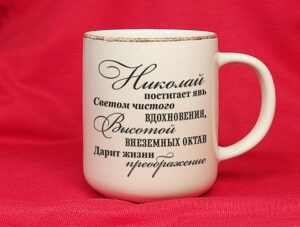 Николай
постигает явь
Светом чистого
вдохновения,
Высотой
внеземных октав
Дарит жизни
преображение